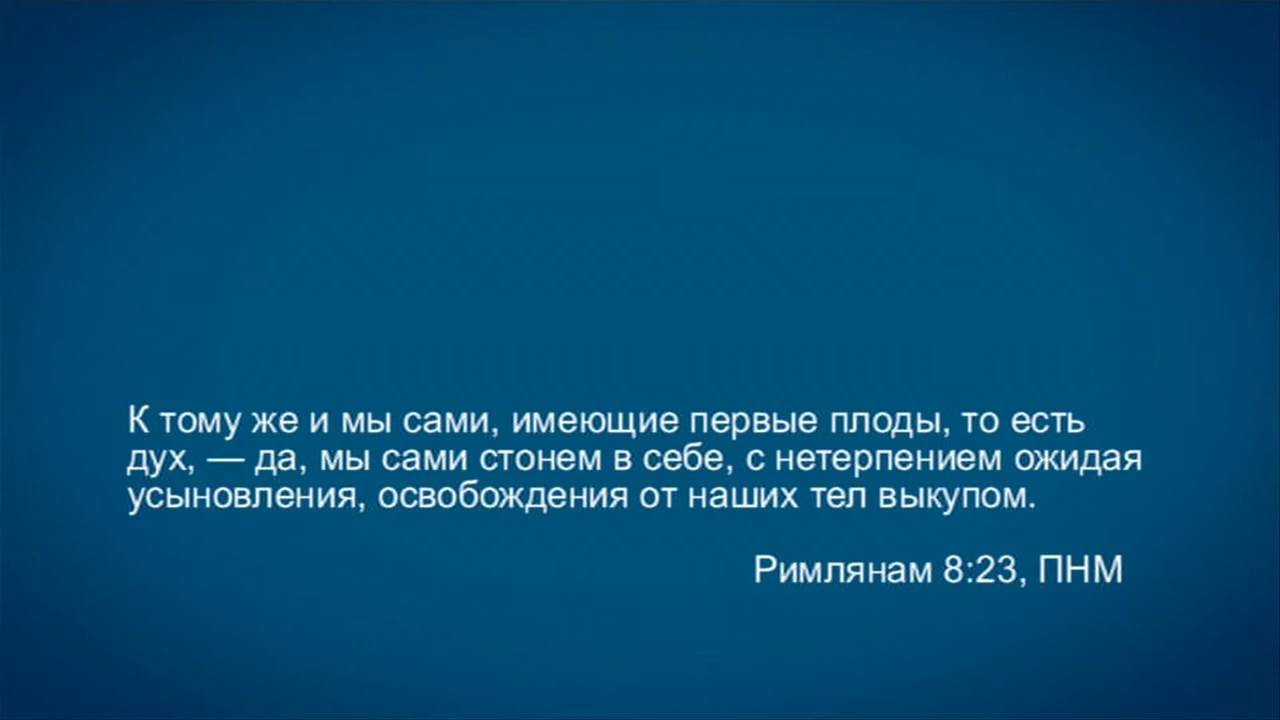 К тому же и мы сами, имеющие первые плоды, то есть
дух, — да, мы сами стонем в себе, с нетерпением ожидая
усыновления, освобождения от наших тел выкупом.
Римлянам 8:23, ПНМ